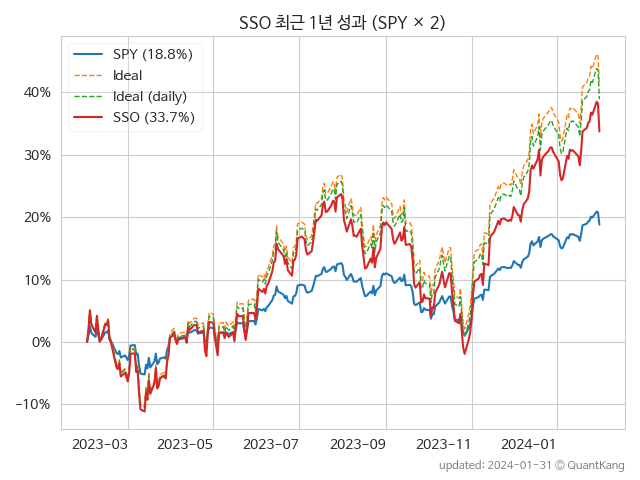 SSO 최근 1년 성과 (SPY × 2)
SPY (18.8%)
Ideal
Ideal (daily)
SSO (33.7%)
40%
30%
20%
10%
0%
−10%
2023-03 2023-05 2023-07 2023-09 2023-11 2024-01
updated: 2024-01-31 © QuantKang